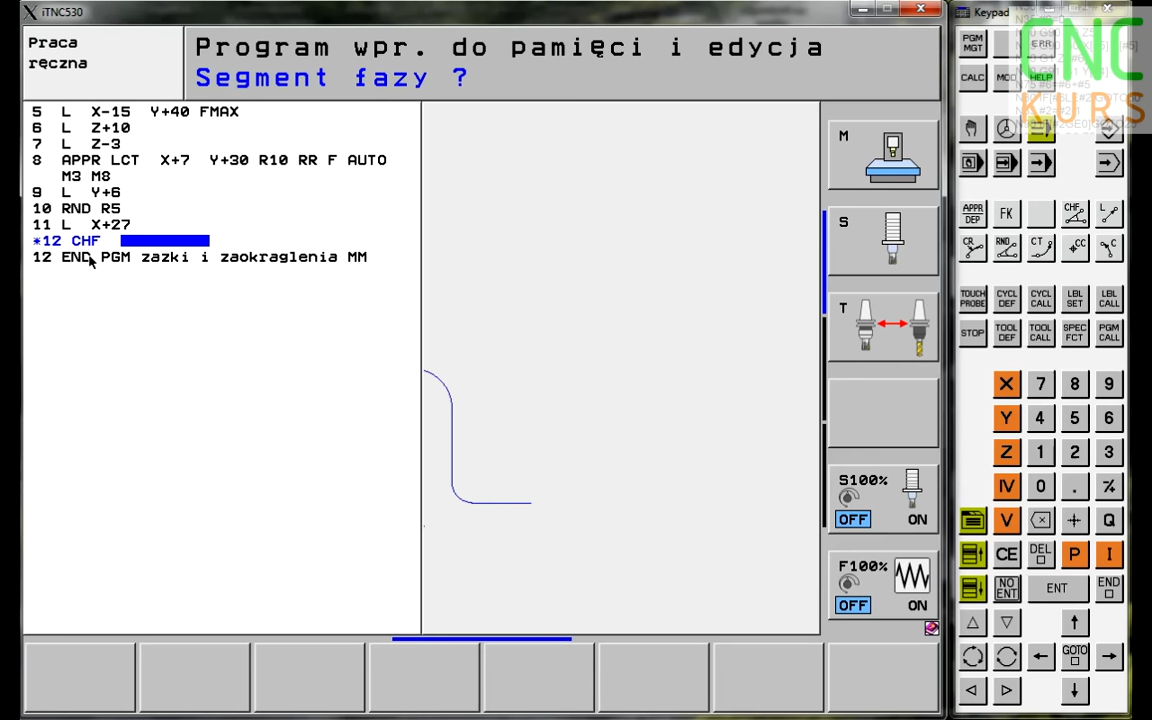 iTNC530
Praca
ręczna
Program wpr. do pamięci i edycja
Segment fazy ?
5 L X-15 Y+40 FMAX
6 L Z+10
7 L Z-3
8 APPR LCT X+7 Y+30 R10 RR F AUTO
M3 M8
9 L Y+6
10 RND R5
11 L X+27
*12 CHF
12 END PGM zazki i zaokraglenia MM
M
S
T
S100%
OFF ON
F100%
OFF ON
Keypad
CNC
KURS
PGM
MGT
ERR
CALC
MOD
HELP
APPR
DEP
FK
CHF
L
CR
RND
CT
CC
C
TOUCH
PROBE
CYCL
DEF
CYCL
CALL
LBL
SET
LBL
CALL
STOP
TOOL
DEF
TOOL
CALL
SPEC
FCT
PGM
CALL
X 7 8 9
Y 4 5 6
Z 1 2 3
IV 0 .
V Q
CE
DEL
P I
NO
ENT
ENT
END
GOTO